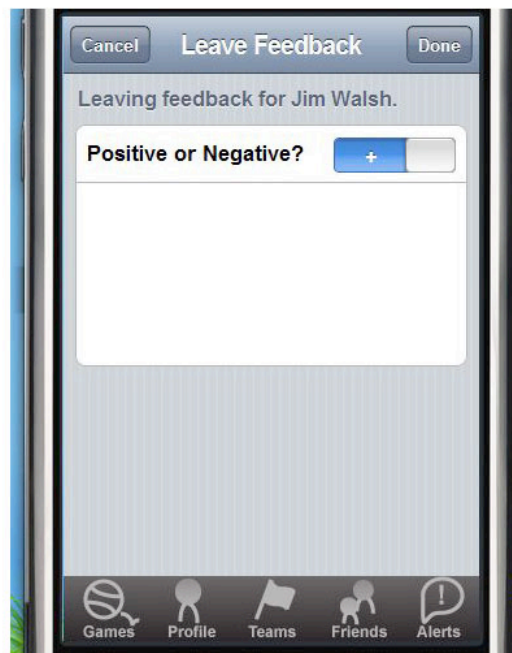 Cancel Leave Feedback Done
Leaving feedback for Jim Walsh.
Positive or Negative? +
Games Profile Teams Friends Alerts